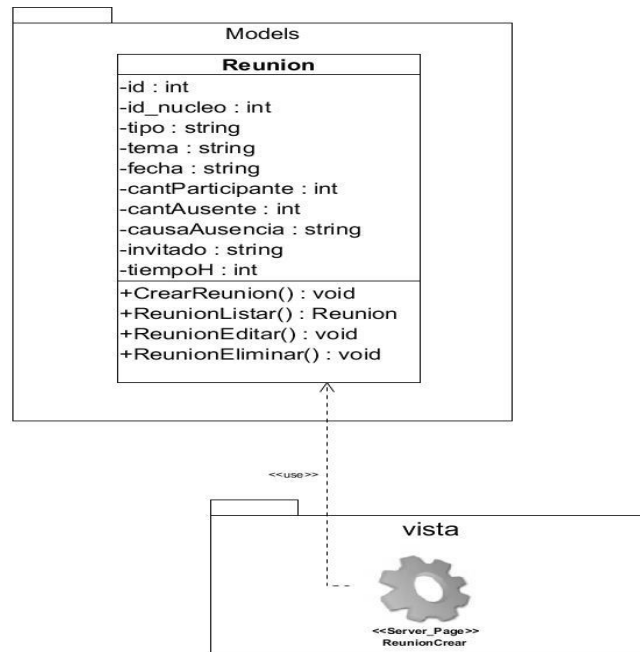 Models
Reunion
-id : int
-id_nucleo : int
-tipo : string
-tema : string
-fecha : string
-cantParticipante : int
-cantAusente : int
-causaAusencia : string
-invitado : string
-tiempoH : int
+CrearReunion() : void
+ReunionListar() : Reunion
+ReunionEditar() : void
+ReunionEliminar() : void
<<use>>
vista
<<Server_Page>>
ReunionCrear